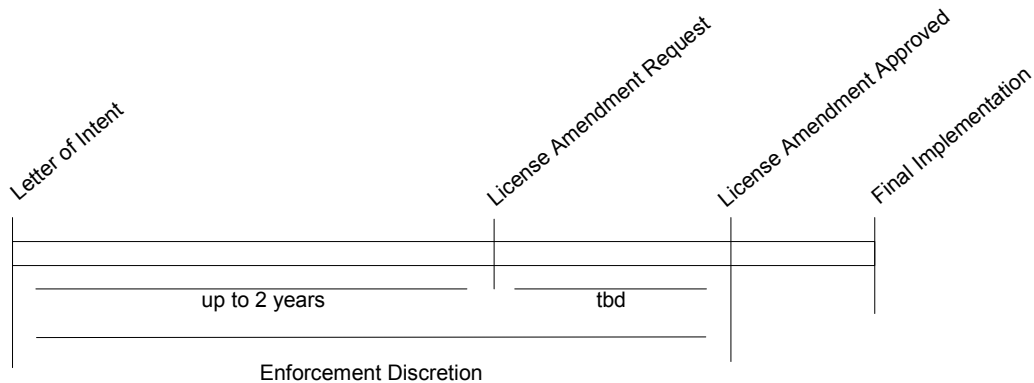 Letter of Intent
License Amendment Request
License Amendment Approved
Final Implementation
up to 2 years
tbd
Enforcement Discretion